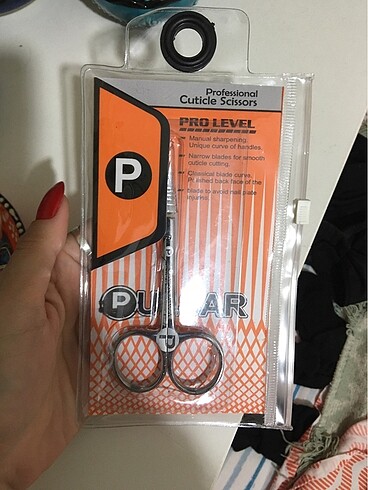 Professional
Cuticle Scissors
PRO LEVEL
Manual sharpening.
Unique curve of handles.
Narrow blades for smooth
cuticle cutting.
Classical blade curve.
Polished back face of the
blade to avoid nail plate
injuries.
P
P